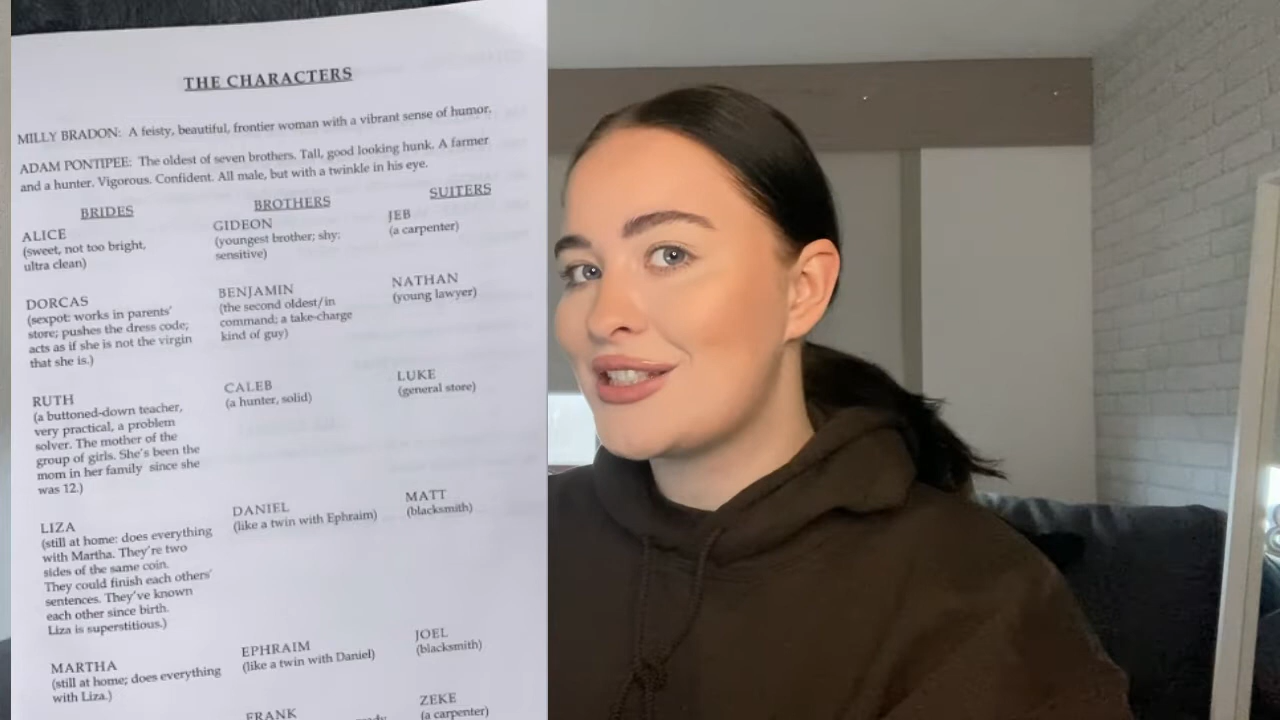 THE CHARACTERS
MILLY BRADON: A feisty, beautiful, frontier woman with a vibrant sense of humor.
ADAM PONTIPEE: The oldest of seven brothers. Tall, good looking hunk. A farmer
and a hunter. Vigorous. Confident. All male, but with a twinkle in his eye.
BRIDES
ALICE
(sweet, not too bright,
ultra clean)
DORCAS
(sexpot: works in parents'
store; pushes the dress code;
acts as if she is not the virgin
that she is.)
RUTH
(a buttoned-down teacher,
very practical, a problem
solver. The mother of the
group of girls. She's been the
mom in her family since she
was 12.)
LIZA
(still at home: does everything
with Martha. They're two
sides of the same coin.
They could finish each others'
sentences. They've known
each other since birth.
Liza is superstitious.)
MARTHA
(still at home; does everything
with Liza.)
BROTHERS
GIDEON
(youngest brother; shy;
sensitive)
BENJAMIN
(the second oldest/in
command; a take-charge
kind of guy)
CALEB
(a hunter, solid)
DANIEL
(like a twin with Ephraim)
EPHRAIM
(like a twin with Daniel)
FRANK
SUITERS
JEB
(a carpenter)
NATHAN
(young lawyer)
LUKE
(general store)
MATT
(blacksmith)
JOEL
(blacksmith)
ZEKE
(a carpenter)